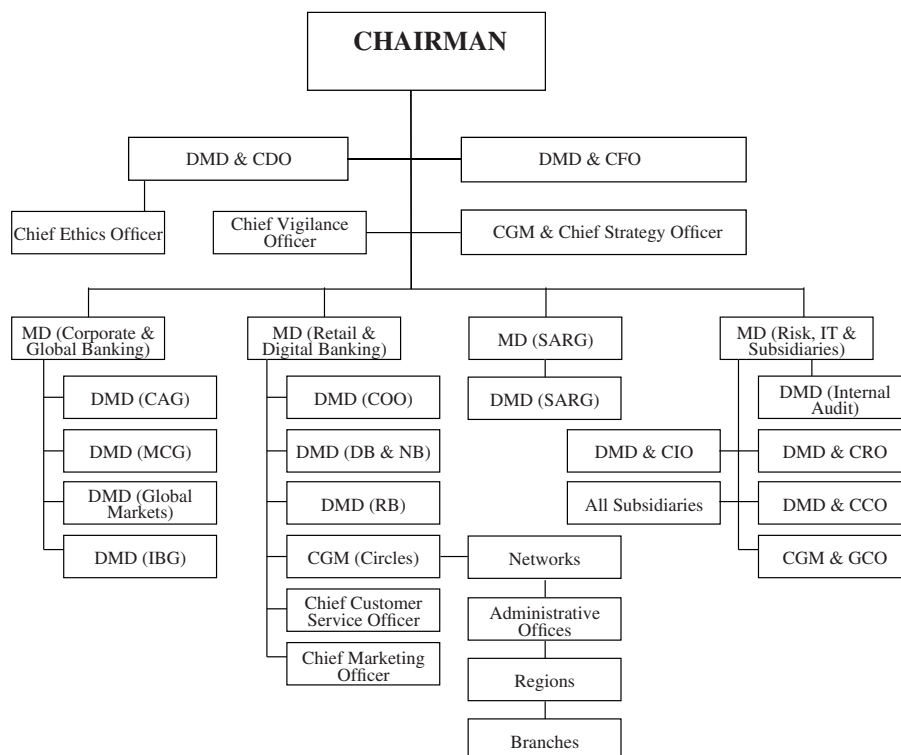 CHAIRMAN
DMD & CDO
DMD & CFO
Chief Ethics Officer
Chief Vigilance
Officer
CGM & Chief Strategy Officer
MD (Corporate &
Global Banking)
MD (Retail &
Digital Banking)
MD (SARG)
MD (Risk, IT &
Subsidiaries)
DMD (CAG)
DMD (MCG)
DMD (Global
Markets)
DMD (IBG)
DMD (COO)
DMD (DB & NB)
DMD (RB)
CGM (Circles)
Chief Customer
Service Officer
Chief Marketing
Officer
Networks
Administrative
Offices
Regions
Branches
DMD (SARG)
DMD (Internal
Audit)
DMD & CIO
DMD & CRO
All Subsidiaries
DMD & CCO
CGM & GCO